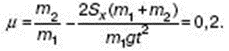 μ = m₂/m₁ − 2Sₓ(m₁+m₂)/m₁gt² = 0,2.